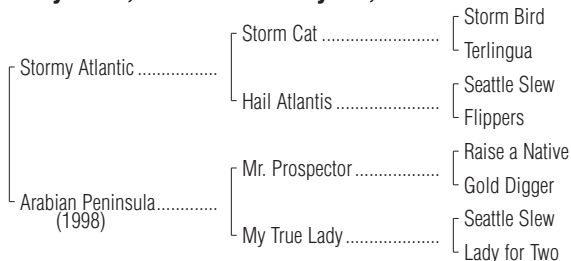 Storm Bird
Storm Cat ........................
Terlingua
Stormy Atlantic ................
Seattle Slew
Hail Atlantis .....................
Flippers
Raise a Native
Mr. Prospector .................
Gold Digger
Arabian Peninsula.............
(1998)
Seattle Slew
My True Lady ...................
Lady for Two